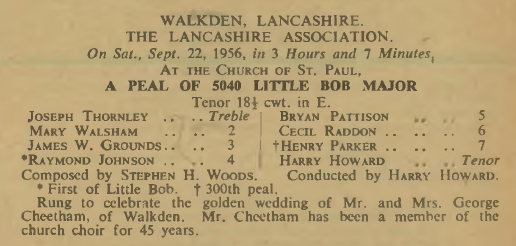 WALKDEN, LANCASHIRE.
THE LANCASHIRE ASSOCIATION.
On Sat., Sept. 22, 1956, in 3 Hours and 7 Minutes,
AT THE CHURCH OF ST. PAUL,
A PEAL OF 5040 LITTLE BOB MAJOR
Tenor 18½ cwt. in E.
JOSEPH THORNLEY .. .. Treble BRYAN PATTISON .. .. 5
MARY WALSHAM .. .. 2 CECIL RADDON .. .. .. 6
JAMES W. GROUNDS .. .. 3 †HENRY PARKER .. .. .. 7
*RAYMOND JOHNSON .. .. 4 HARRY HOWARD .. .. Tenor
Composed by STEPHEN H. WOODS. Conducted by HARRY HOWARD.
* First of Little Bob. † 300th peal.
Rung to celebrate the golden wedding of Mr. and Mrs. George
Cheetham, of Walkden. Mr. Cheetham has been a member of the
church choir for 45 years.